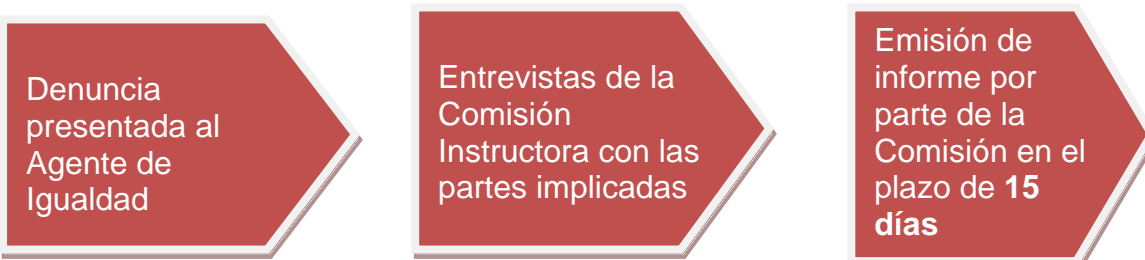 Denuncia
presentada al
Agente de
Igualdad
Entrevistas de la
Comisión
Instructora con las
partes implicadas
Emisión de
informe por
parte de la
Comisión en el
plazo de 15
días